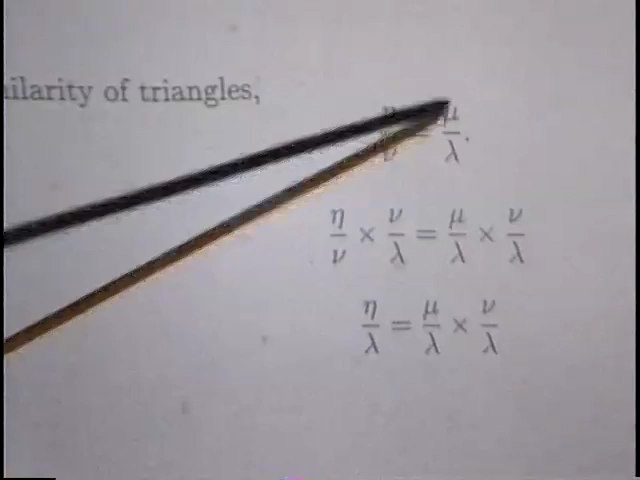 ilarity of triangles,
η/ν = μ/λ.
η/ν × ν/λ = μ/λ × ν/λ
η/λ = μ/λ × ν/λ